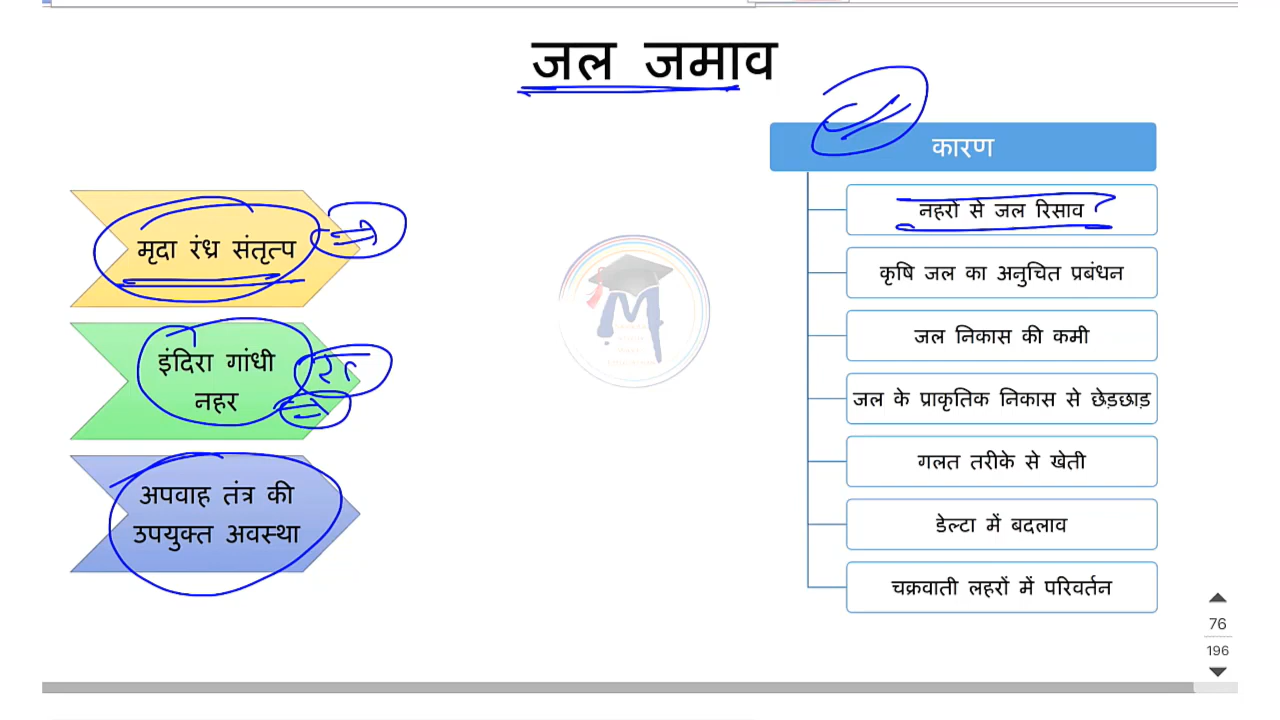 जल जमाव
मृदा रंध्र संतृत्प
इंदिरा गांधी
नहर
अपवाह तंत्र की
उपयुक्त अवस्था
कारण
नहरों से जल रिसाव
कृषि जल का अनुचित प्रबंधन
जल निकास की कमी
जल के प्राकृतिक निकास से छेड़छाड़
गलत तरीके से खेती
डेल्टा में बदलाव
चक्रवाती लहरों में परिवर्तन
76
196